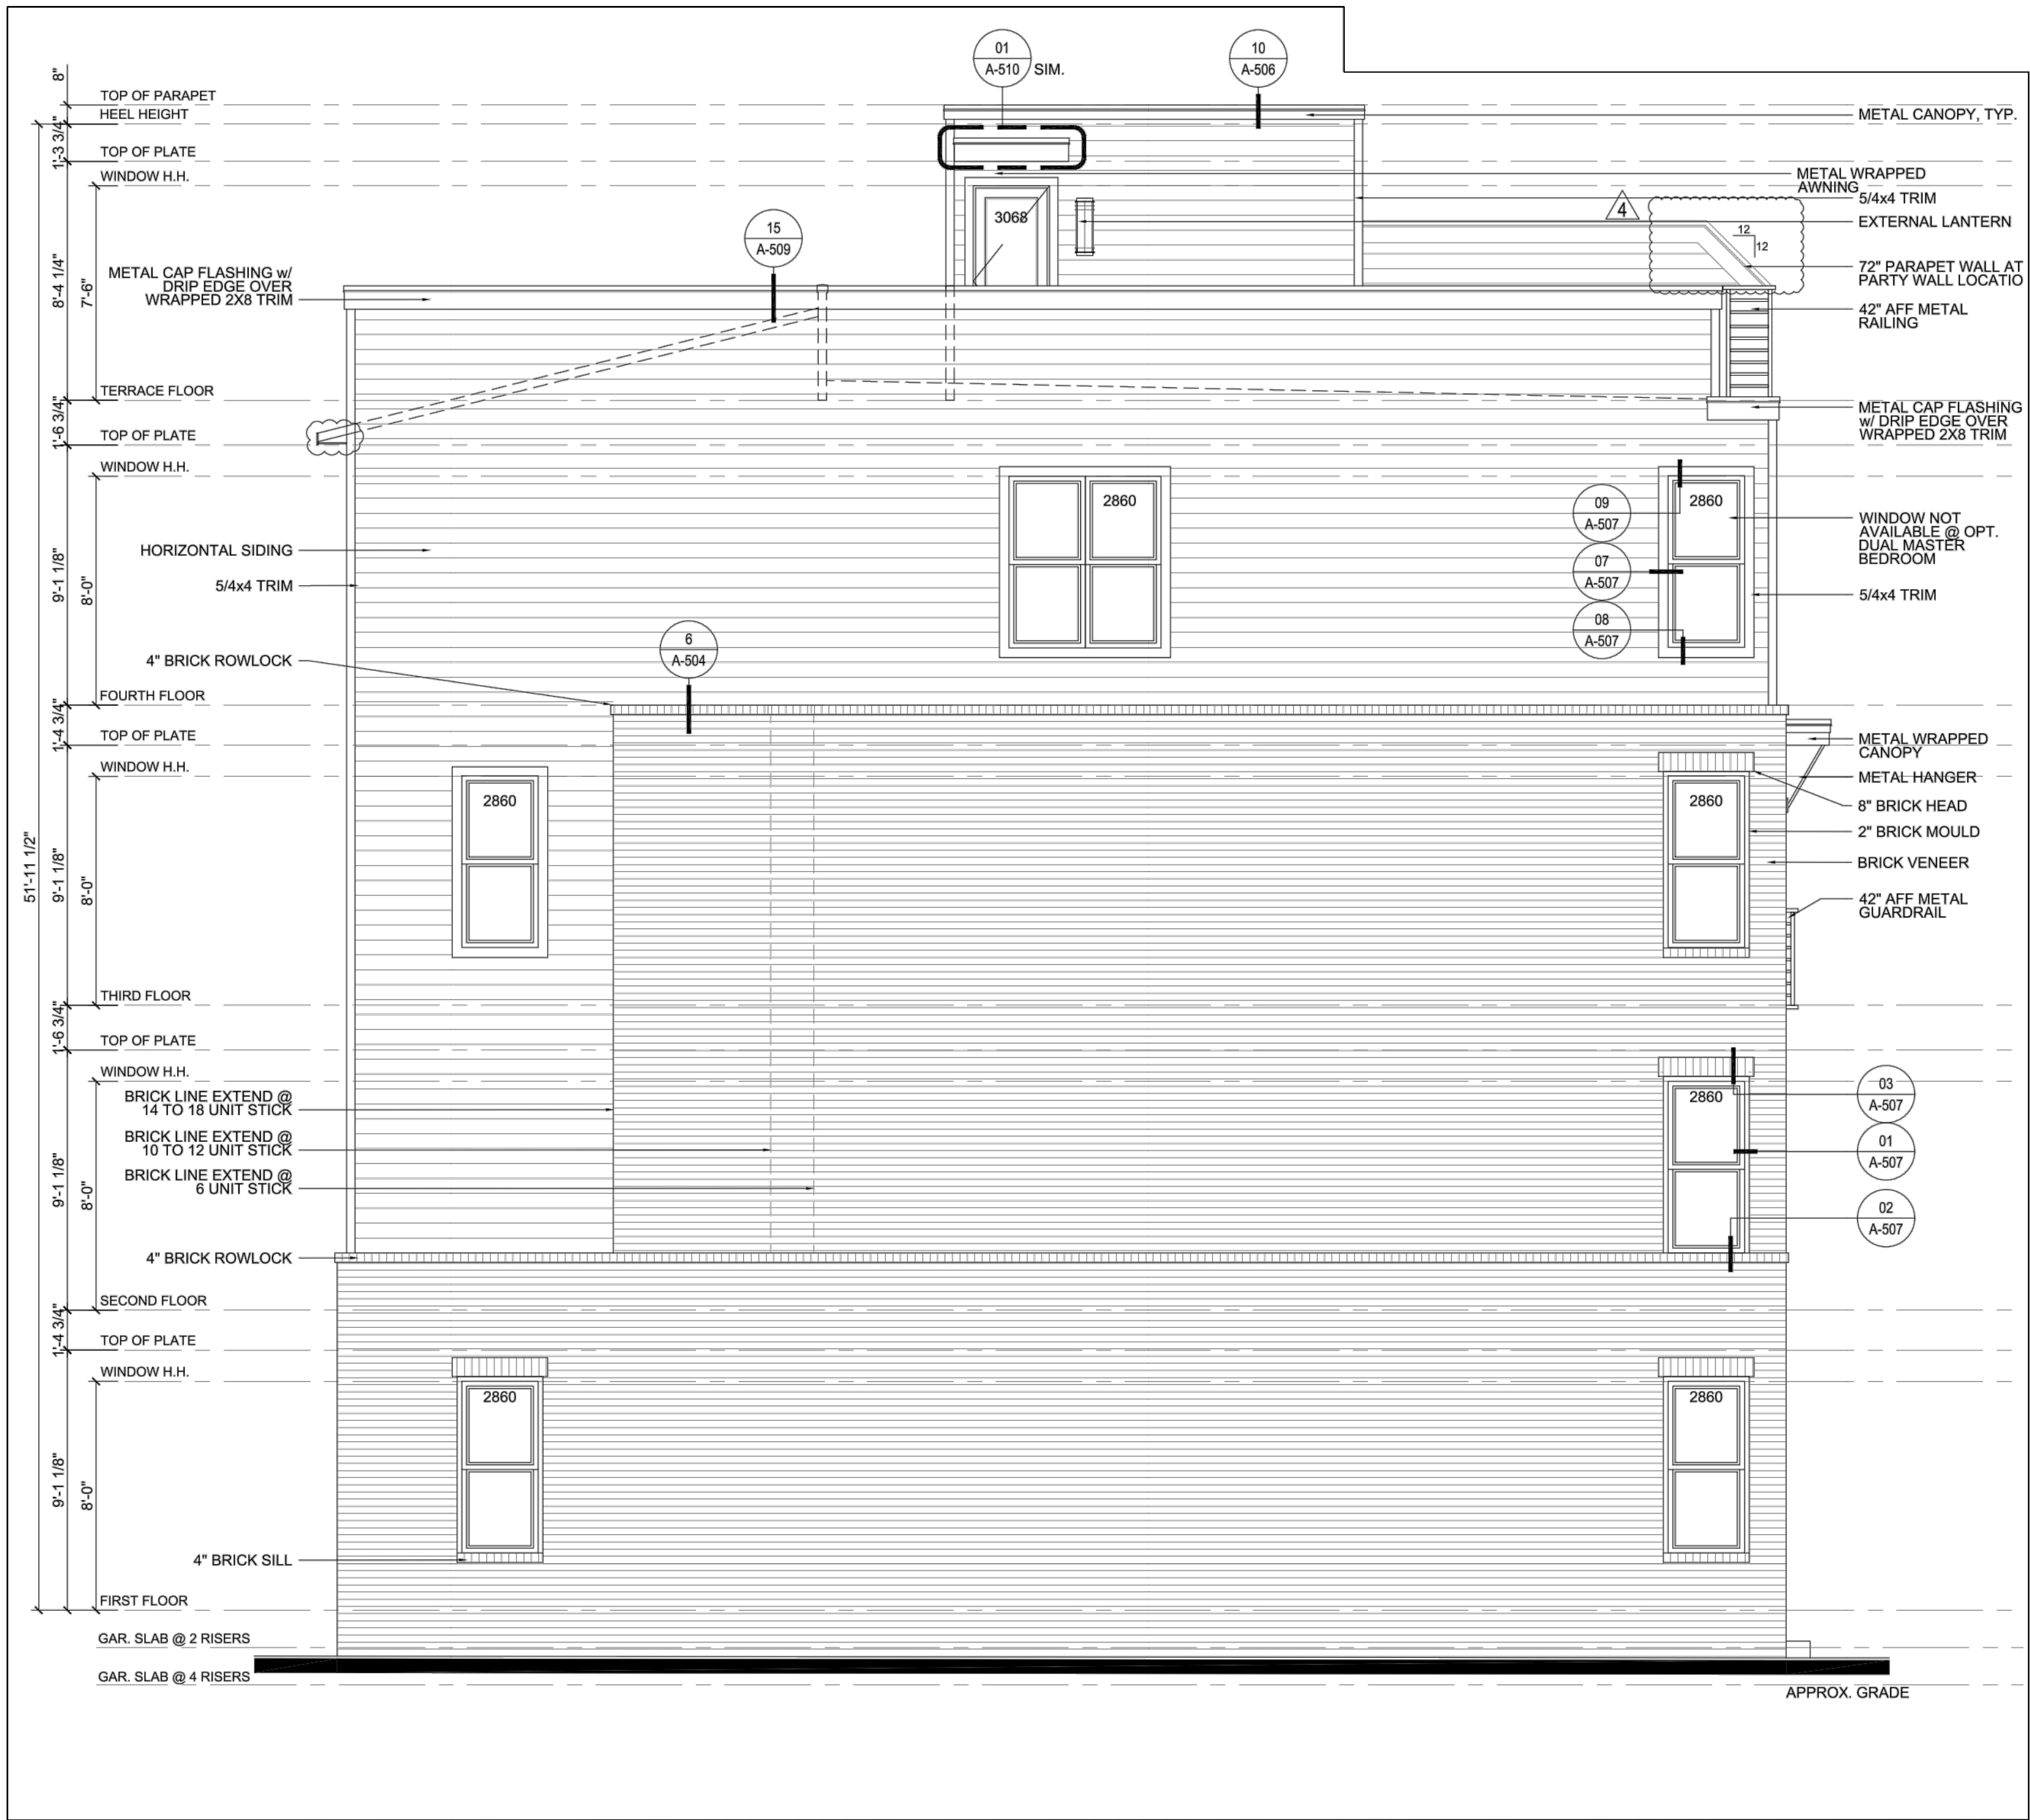 01
A-510 SIM.
10
A-506
8"
TOP OF PARAPET
HEEL HEIGHT
METAL CANOPY, TYP.
1'-3 3/4"
TOP OF PLATE
WINDOW H.H.
METAL WRAPPED
AWNING
5/4x4 TRIM
3068
4
EXTERNAL LANTERN
15
A-509
12
12
METAL CAP FLASHING w/
DRIP EDGE OVER
WRAPPED 2X8 TRIM
8'-4 1/4"
7'-6"
72" PARAPET WALL AT
PARTY WALL LOCATIO
42" AFF METAL
RAILING
TERRACE FLOOR
1'-6 3/4"
TOP OF PLATE
METAL CAP FLASHING
w/ DRIP EDGE OVER
WRAPPED 2X8 TRIM
WINDOW H.H.
2860
2860
09
A-507
WINDOW NOT
AVAILABLE @ OPT.
DUAL MASTER
BEDROOM
HORIZONTAL SIDING
07
A-507
9'-1 1/8"
8'-0"
5/4x4 TRIM
5/4x4 TRIM
08
A-507
6
A-504
4" BRICK ROWLOCK
FOURTH FLOOR
1'-4 3/4"
TOP OF PLATE
METAL WRAPPED
CANOPY
WINDOW H.H.
METAL HANGER
2860
2860
8" BRICK HEAD
2" BRICK MOULD
BRICK VENEER
51'-11 1/2"
9'-1 1/8"
8'-0"
42" AFF METAL
GUARDRAIL
THIRD FLOOR
1'-6 3/4"
TOP OF PLATE
WINDOW H.H.
2860
03
A-507
BRICK LINE EXTEND @
14 TO 18 UNIT STICK
BRICK LINE EXTEND @
10 TO 12 UNIT STICK
01
A-507
BRICK LINE EXTEND @
6 UNIT STICK
9'-1 1/8"
8'-0"
02
A-507
4" BRICK ROWLOCK
SECOND FLOOR
1'-4 3/4"
TOP OF PLATE
WINDOW H.H.
2860
2860
9'-1 1/8"
8'-0"
4" BRICK SILL
FIRST FLOOR
GAR. SLAB @ 2 RISERS
GAR. SLAB @ 4 RISERS
APPROX. GRADE